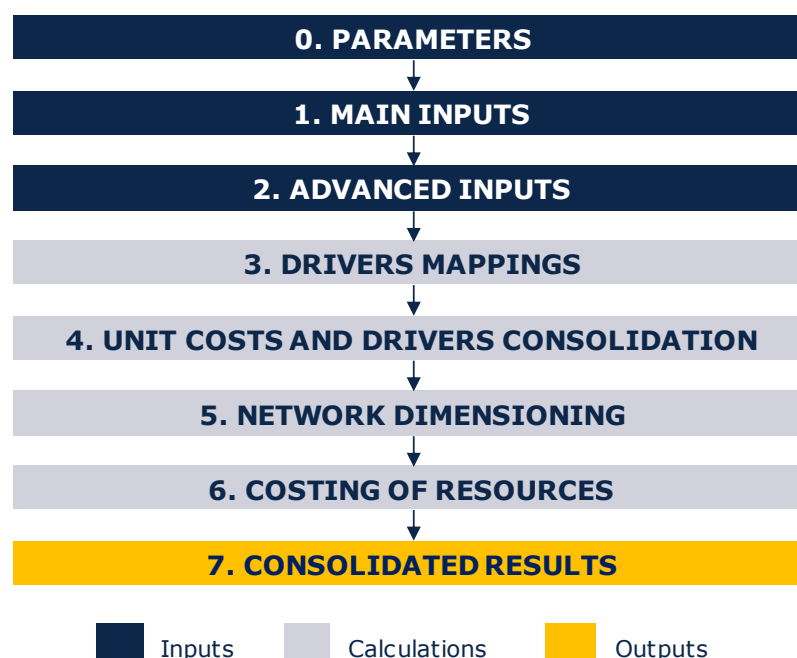 0. PARAMETERS
1. MAIN INPUTS
2. ADVANCED INPUTS
3. DRIVERS MAPPINGS
4. UNIT COSTS AND DRIVERS CONSOLIDATION
5. NETWORK DIMENSIONING
6. COSTING OF RESOURCES
7. CONSOLIDATED RESULTS
Inputs Calculations Outputs